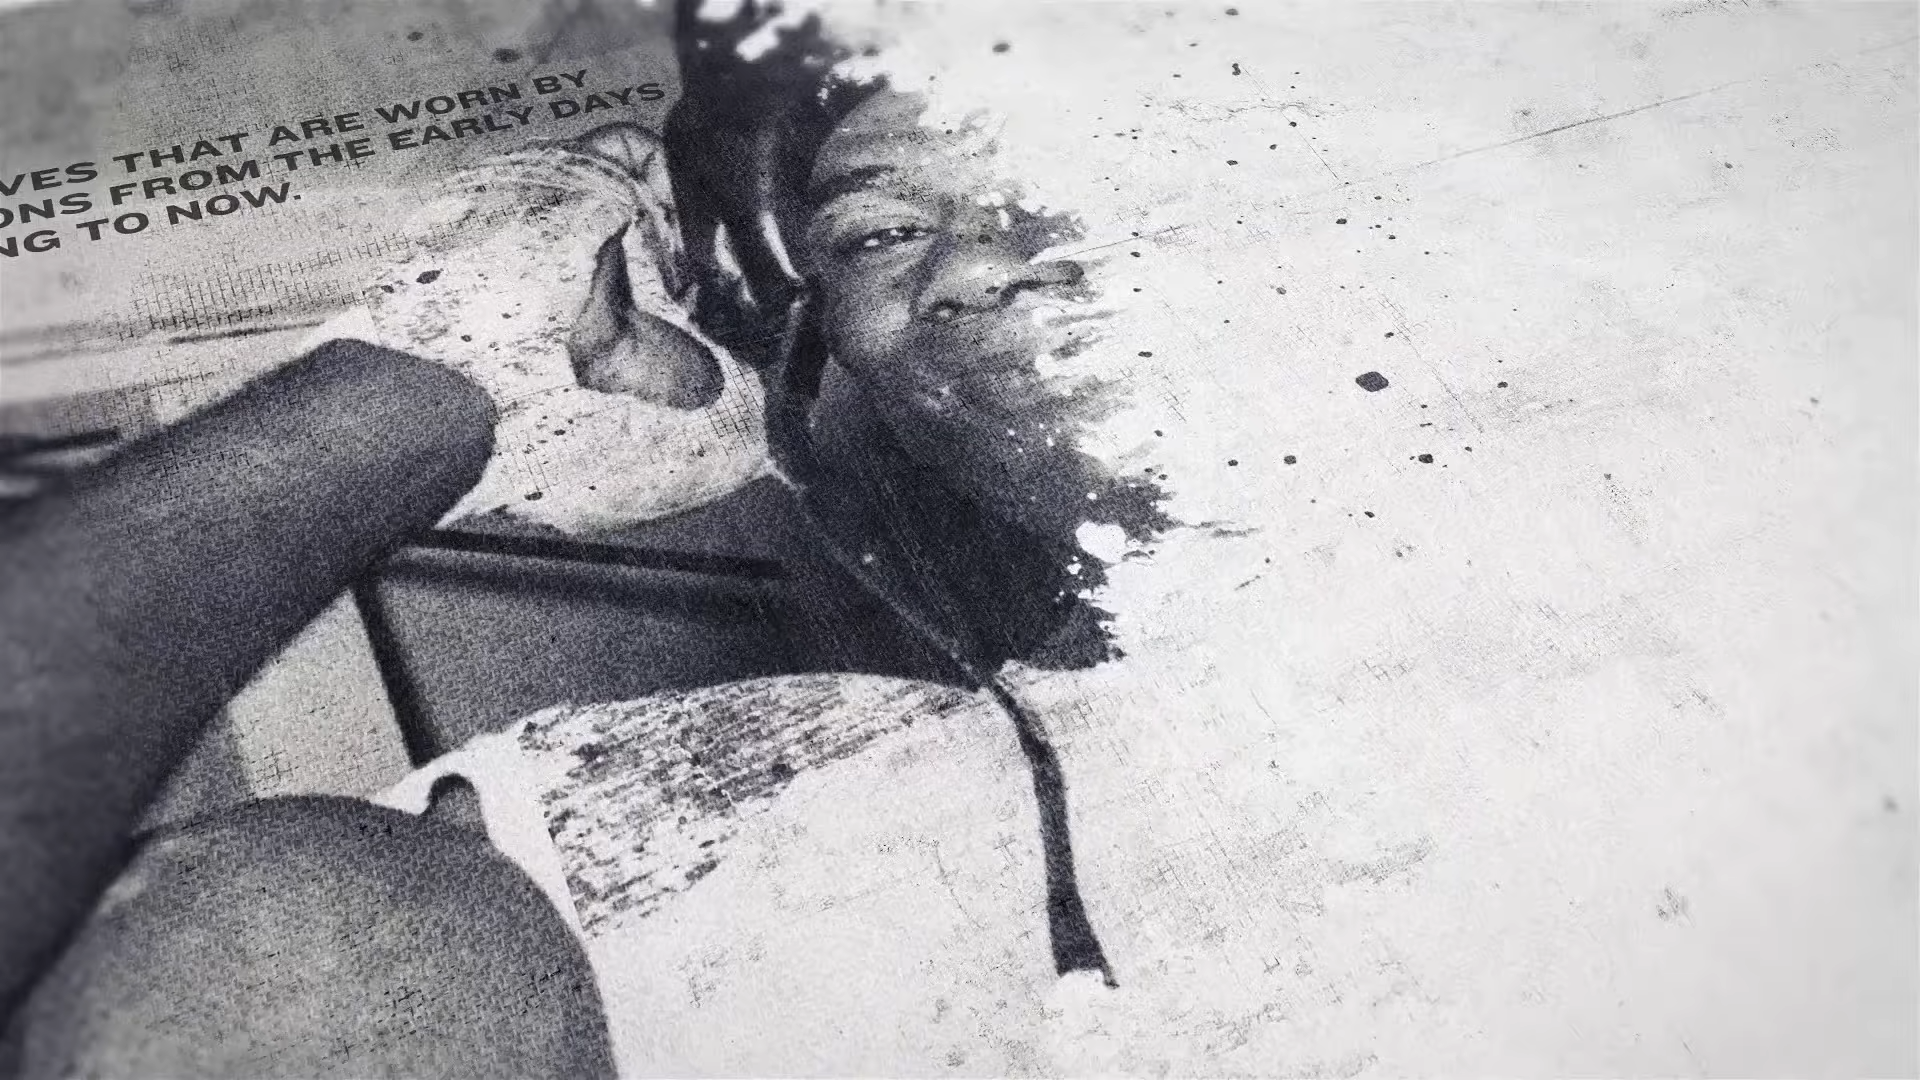 VES THAT ARE WORN BY
ONS FROM THE EARLY DAYS
NG TO NOW.